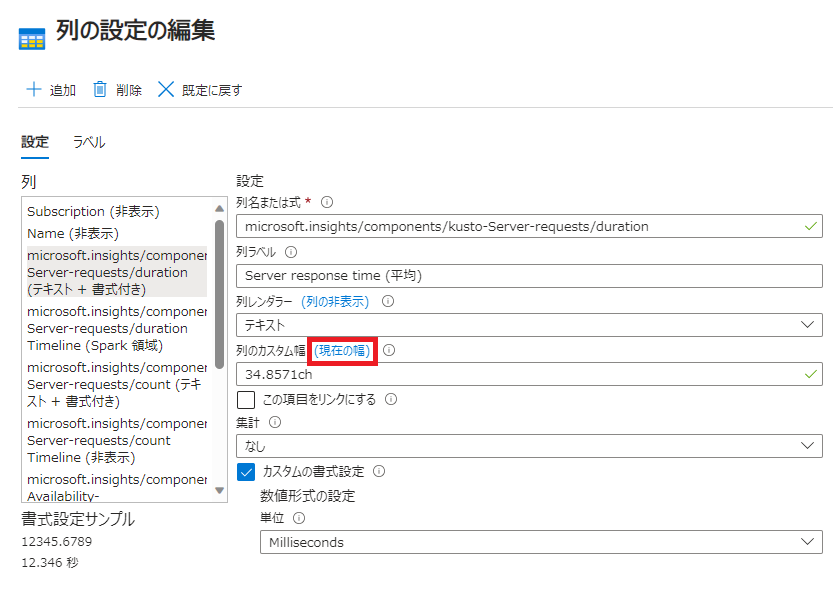 列の設定の編集
追加 削除 既定に戻す
設定 ラベル
列
Subscription (非表示)
Name (非表示)
microsoft.insights/componer
Server-requests/duration
(テキスト + 書式付き)
microsoft.insights/componer
Server-requests/duration
Timeline (Spark 領域)
microsoft.insights/componer
Server-requests/count (テキ
スト + 書式付き)
microsoft.insights/componer
Server-requests/count
Timeline (非表示)
microsoft.insights/componer
Availability-
書式設定サンプル
12345.6789
12.346 秒
設定
列名または式 *
microsoft.insights/components/kusto-Server-requests/duration
列ラベル
Server response time (平均)
列レンダラー (列の非表示)
テキスト
列のカスタム幅 (現在の幅)
34.8571ch
この項目をリンクにする
集計
なし
カスタムの書式設定
数値形式の設定
単位
Milliseconds